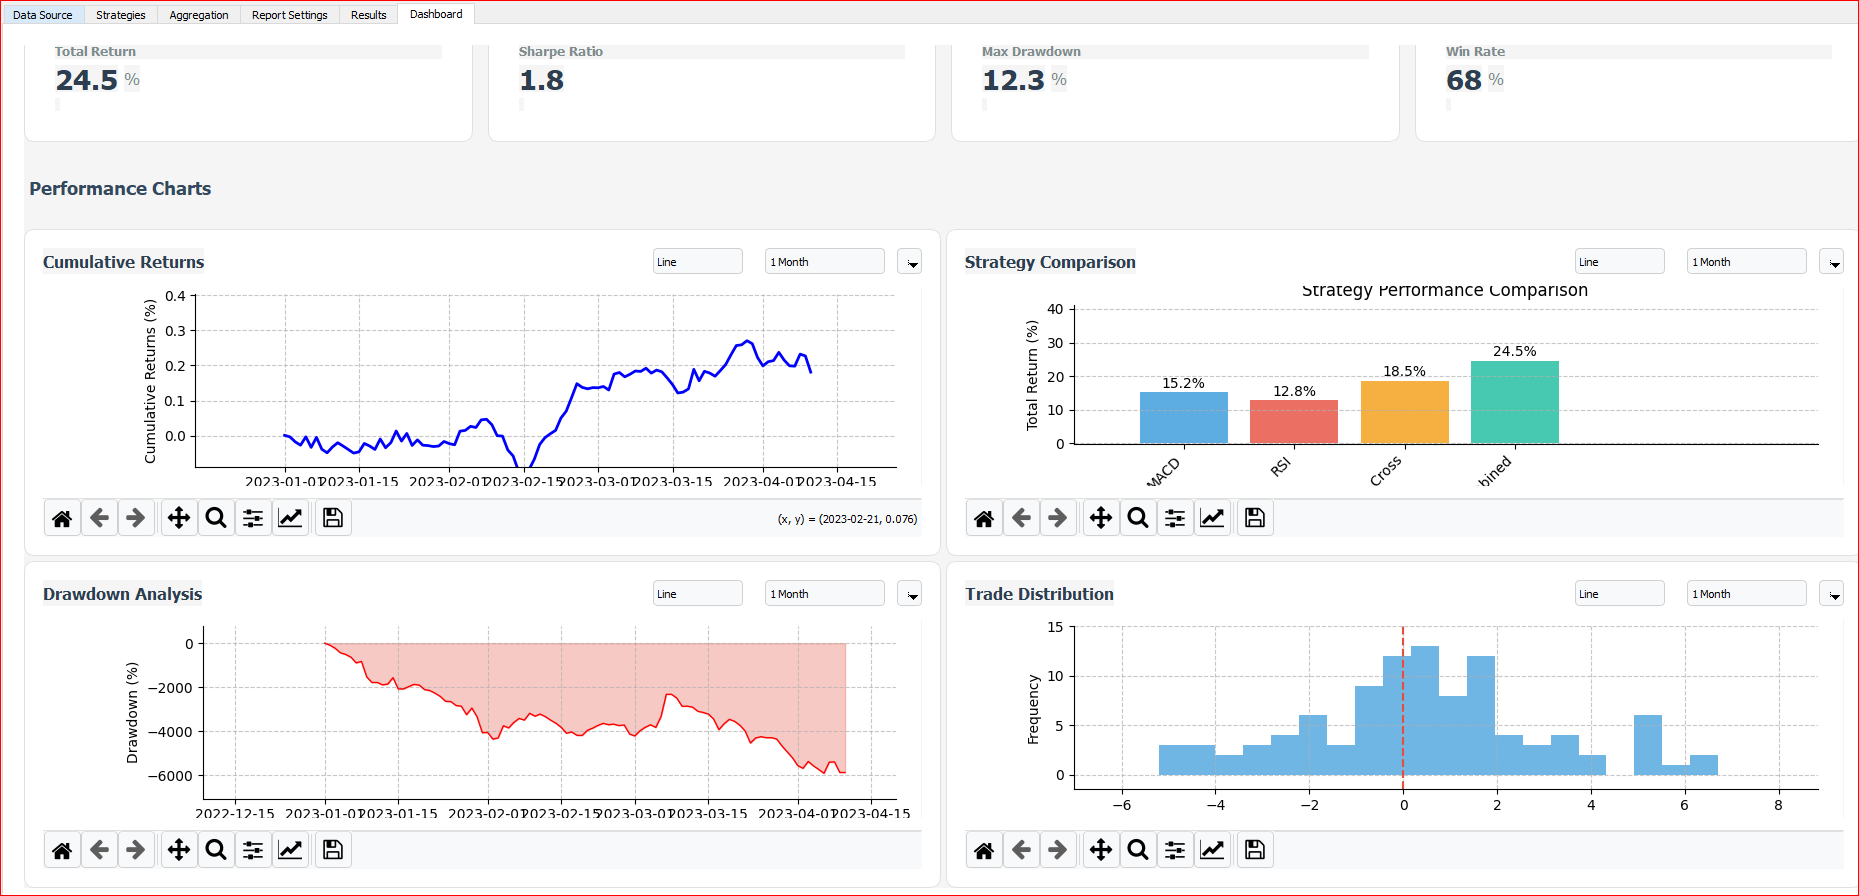 Data Source Strategies Aggregation Report Settings Results Dashboard
Total Return Sharpe Ratio Max Drawdown Win Rate
24.5 % 1.8 12.3 % 68 %
Performance Charts
Cumulative Returns Line 1 Month
Cumulative Returns (%)
0.4
0.3
0.2
0.1
0.0
2023-01-01 2023-01-15 2023-02-01 2023-02-15 2023-03-01 2023-03-15 2023-04-01 2023-04-15
(x, y) = (2023-02-21, 0.076)
Strategy Comparison Line 1 Month
Strategy Performance Comparison
Total Return (%)
40
30
20
10
0
15.2% 12.8% 18.5% 24.5%
MACD RSI Cross bined
Drawdown Analysis Line 1 Month
Drawdown (%)
0
−2000
−4000
−6000
2022-12-15 2023-01-01 2023-01-15 2023-02-01 2023-02-15 2023-03-01 2023-03-15 2023-04-01 2023-04-15
Trade Distribution Line 1 Month
Frequency
15
10
5
0
−6 −4 −2 0 2 4 6 8